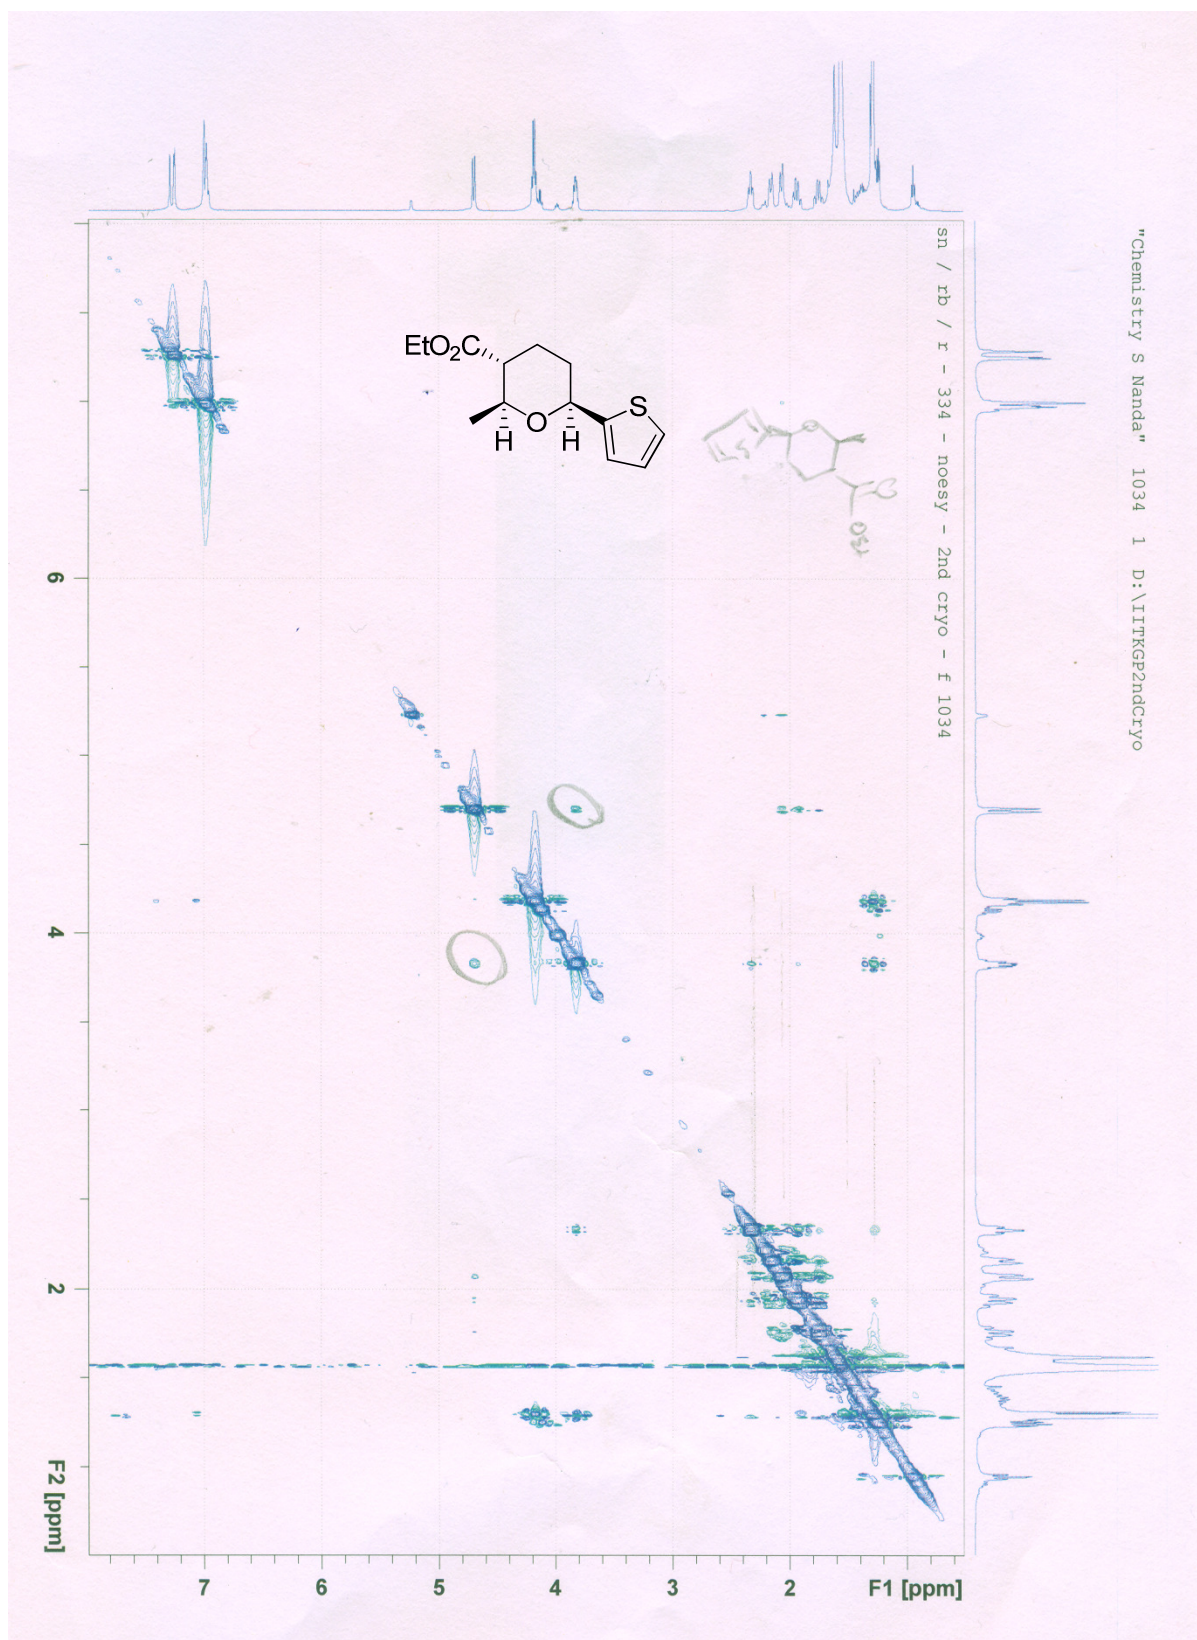 "Chemistry S Nanda" 1034 1 D:\IITKGP2ndCryo
sn / rb / r - 334 - noesy - 2nd cryo - f 1034
EtO₂C
S
O
H
H
O
S
O
OEt
6
4
2
F2 [ppm]
7
6
5
4
3
2
F1 [ppm]